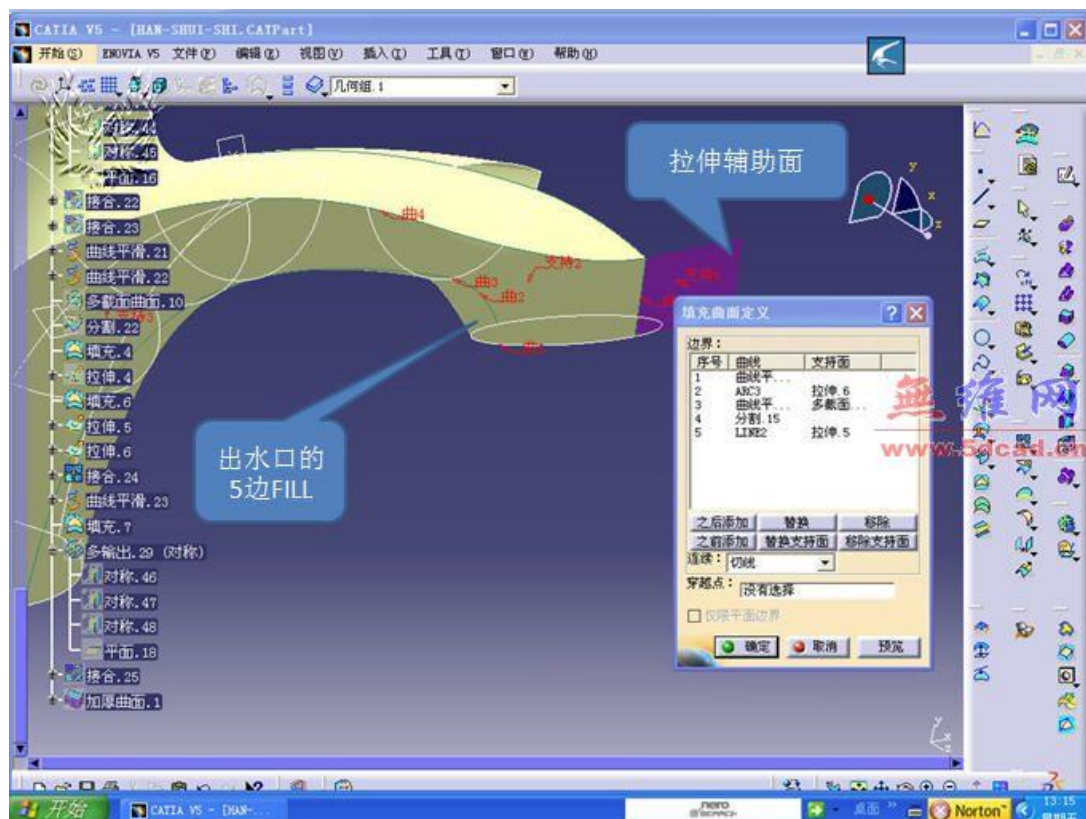 CATIA V5 - [HAN-SHUI-SHI.CATPart]
开始(S) ENOVIA V5 文件(F) 编辑(E) 视图(V) 插入(I) 工具(T) 窗口(W) 帮助(H)
几何组.1
对称.44
对称.45
平面.16
接合.22
接合.23
曲线平滑.21
曲线平滑.22
多截面曲面.10
分割.22
填充.4
拉伸.4
填充.6
拉伸.5
拉伸.6
接合.24
曲线平滑.23
填充.7
多输出.29 (对称)
对称.46
对称.47
对称.48
平面.18
接合.25
加厚曲面.1
曲4
支持2
曲3
曲2
拉伸辅助面
y
x
z
出水口的
5边FILL
填充曲面定义
边界:
序号 曲线 支持面
1 曲线平...
2 ARC3 拉伸.6
3 曲线平... 多截面...
4 分割.15
5 LINE2 拉伸.5
之后添加 替换 移除
之前添加 替换支持面 移除支持面
连续: 切线
穿越点: 没有选择
仅限平面边界
确定 取消 预览
無維网
www.5dcad.cn
开始 CATIA V5 - [HAN-...
nero
SEARCH
桌面
Norton
13:15